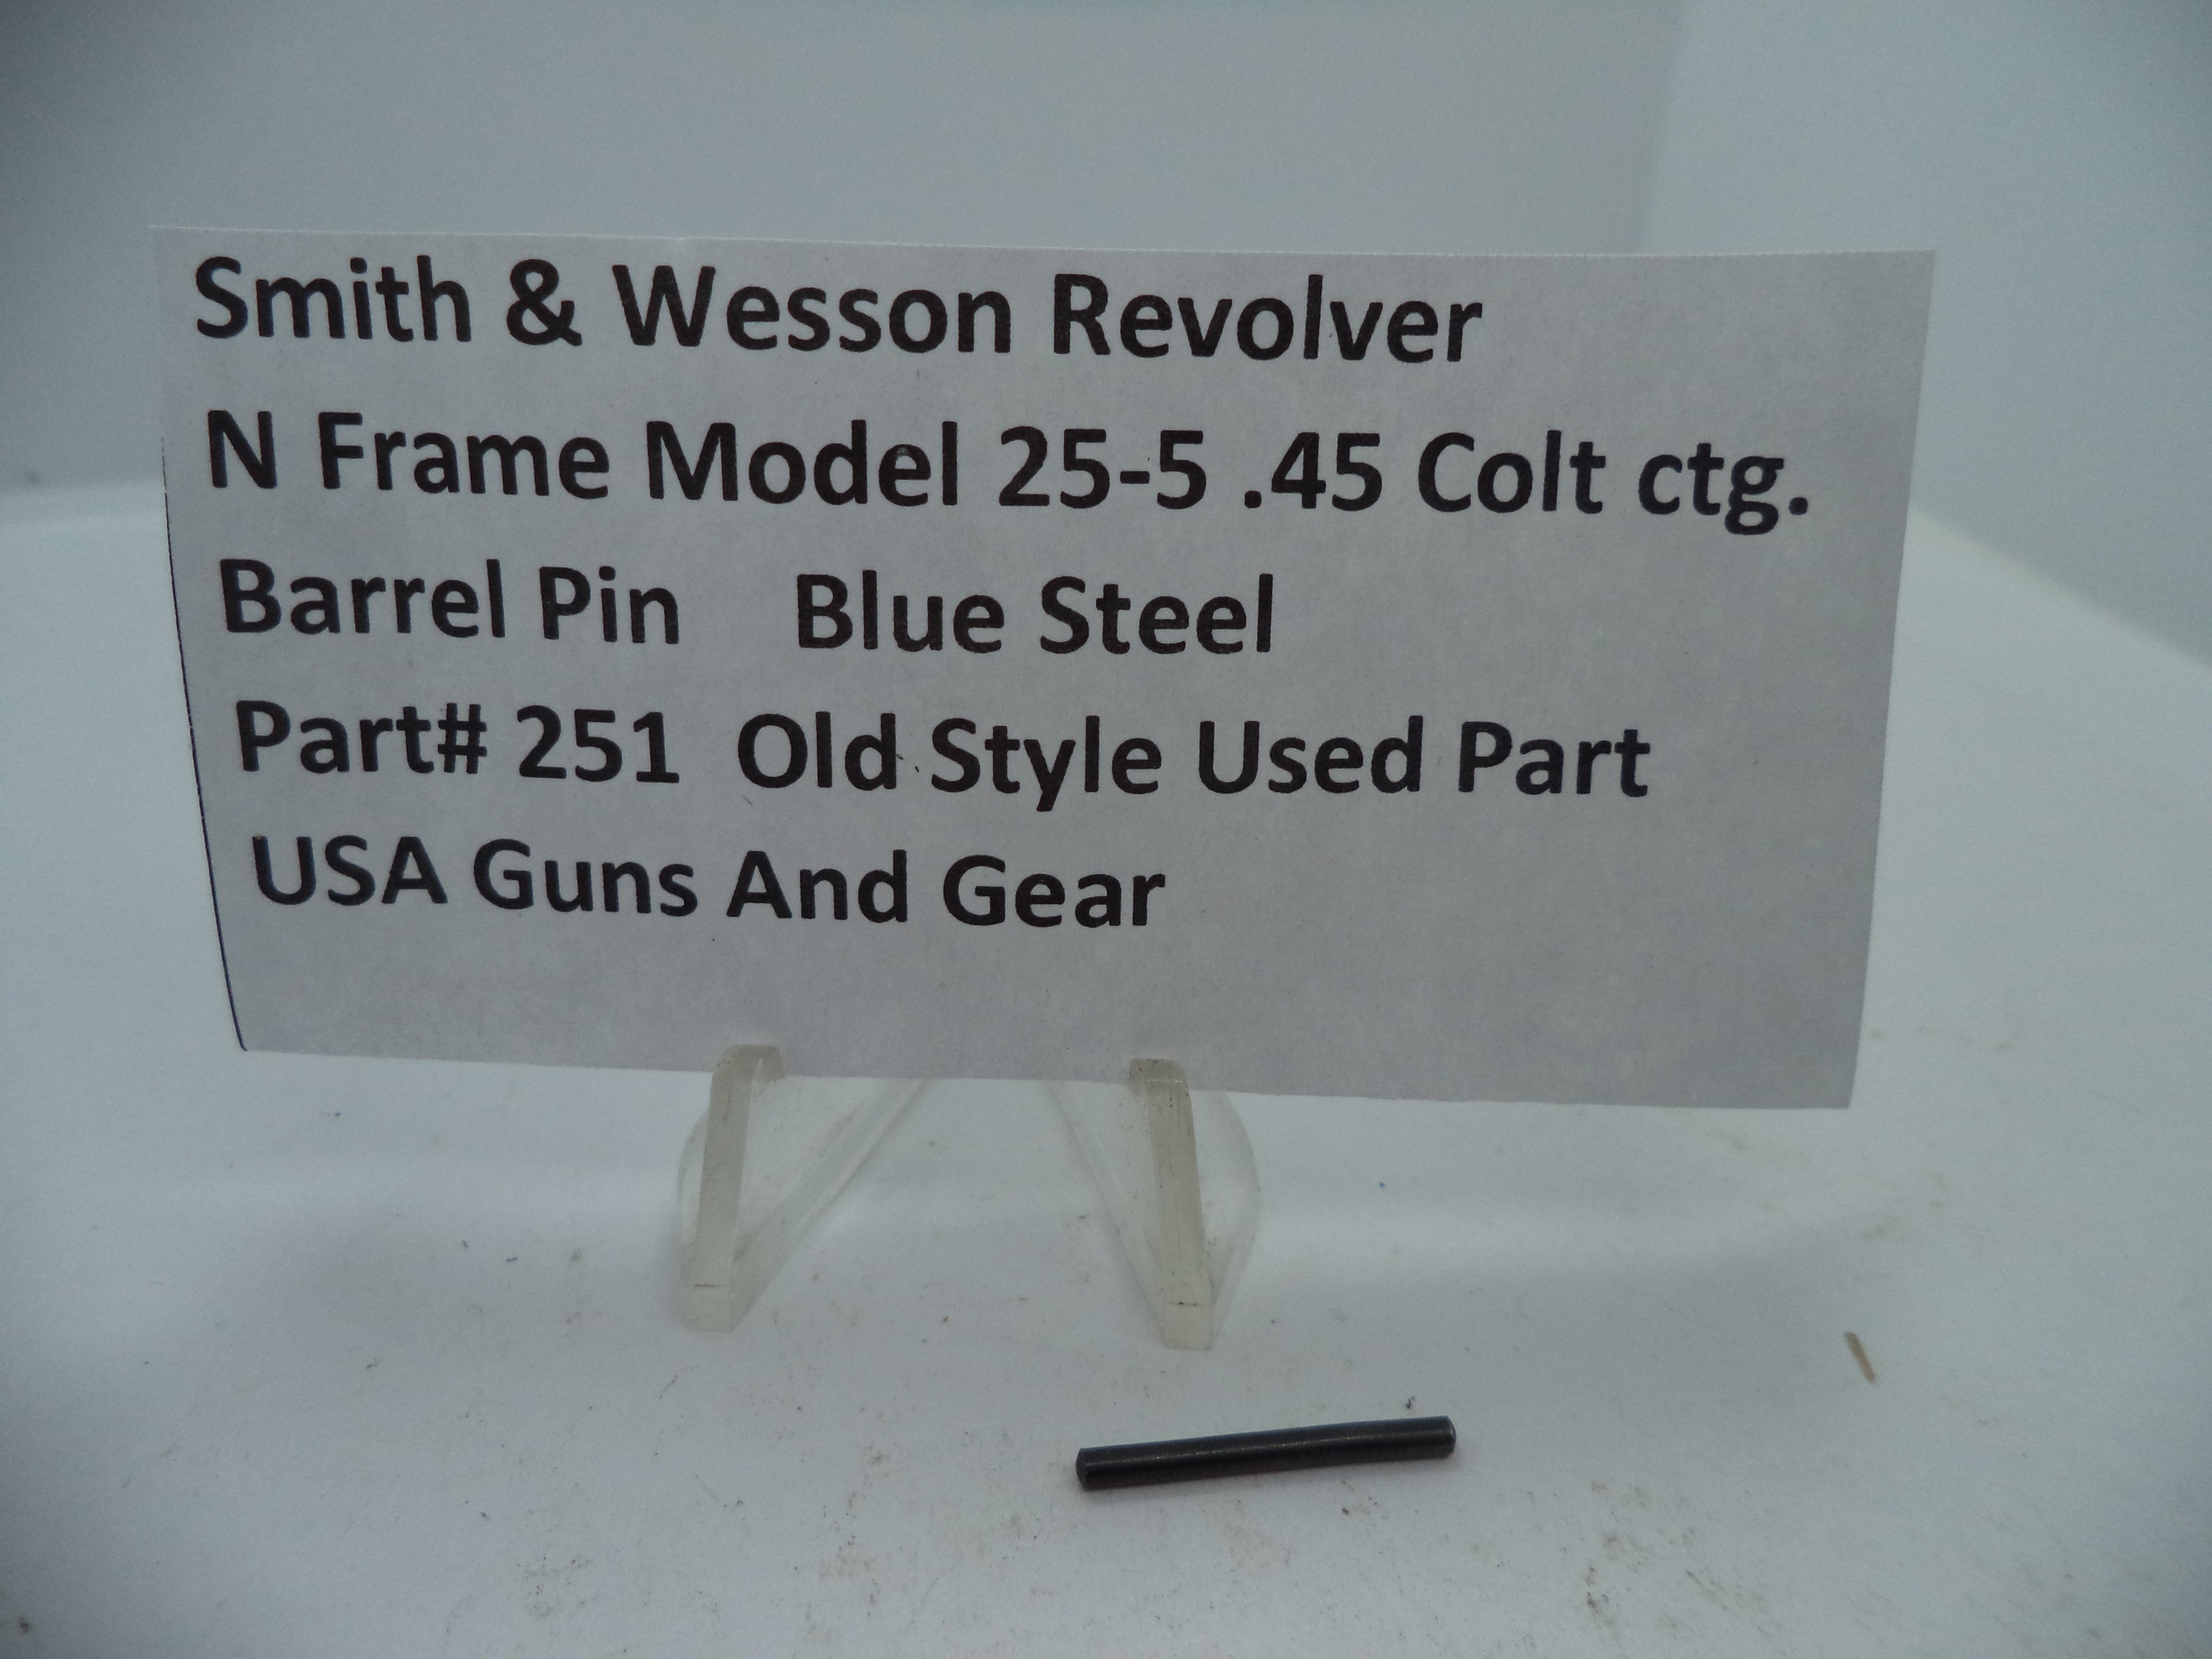 Smith & Wesson Revolver
N Frame Model 25-5 .45 Colt ctg.
Barrel Pin Blue Steel
Part# 251 Old Style Used Part
USA Guns And Gear